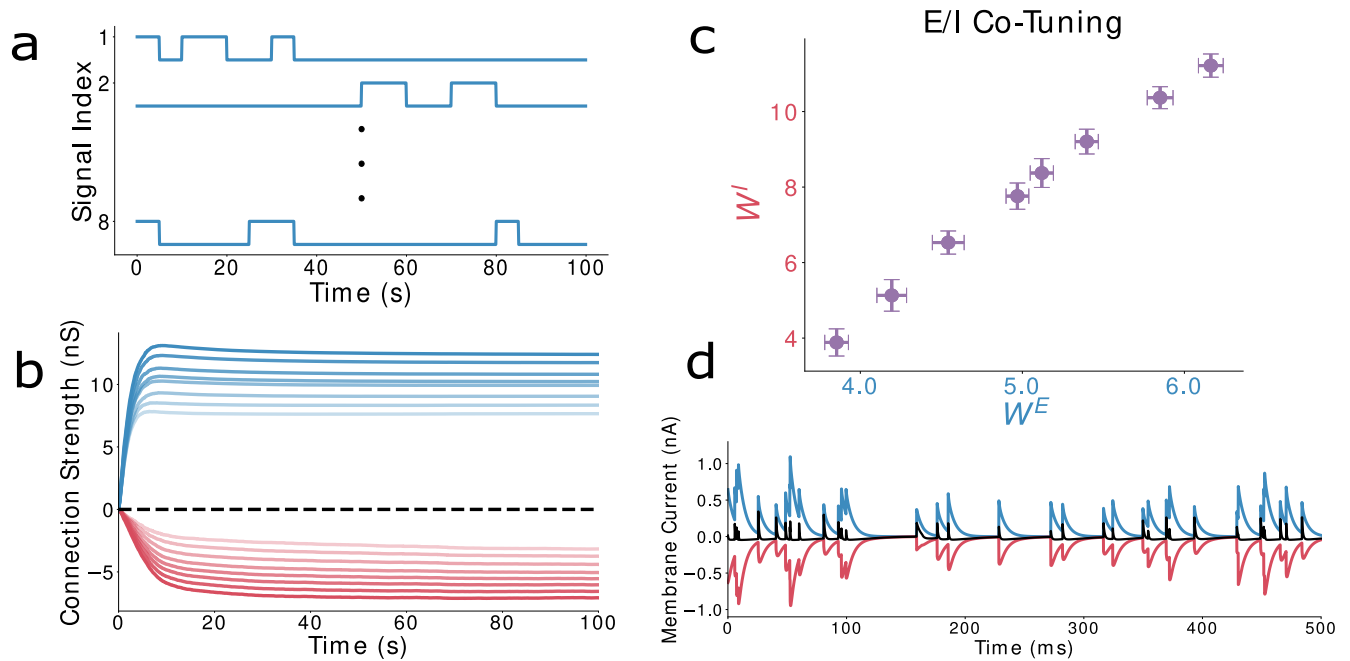 a
1
2
8
Signal Index
0 20 40 60 80 100
Time (s)
b
10
5
0
−5
Connection Strength (nS)
0 20 40 60 80 100
Time (s)
c
E/I Co-Tuning
10
8
6
4
W^I
4.0 5.0 6.0
W^E
d
1.0
0.5
0.0
−0.5
−1.0
Membrane Current (nA)
0 100 200 300 400 500
Time (ms)